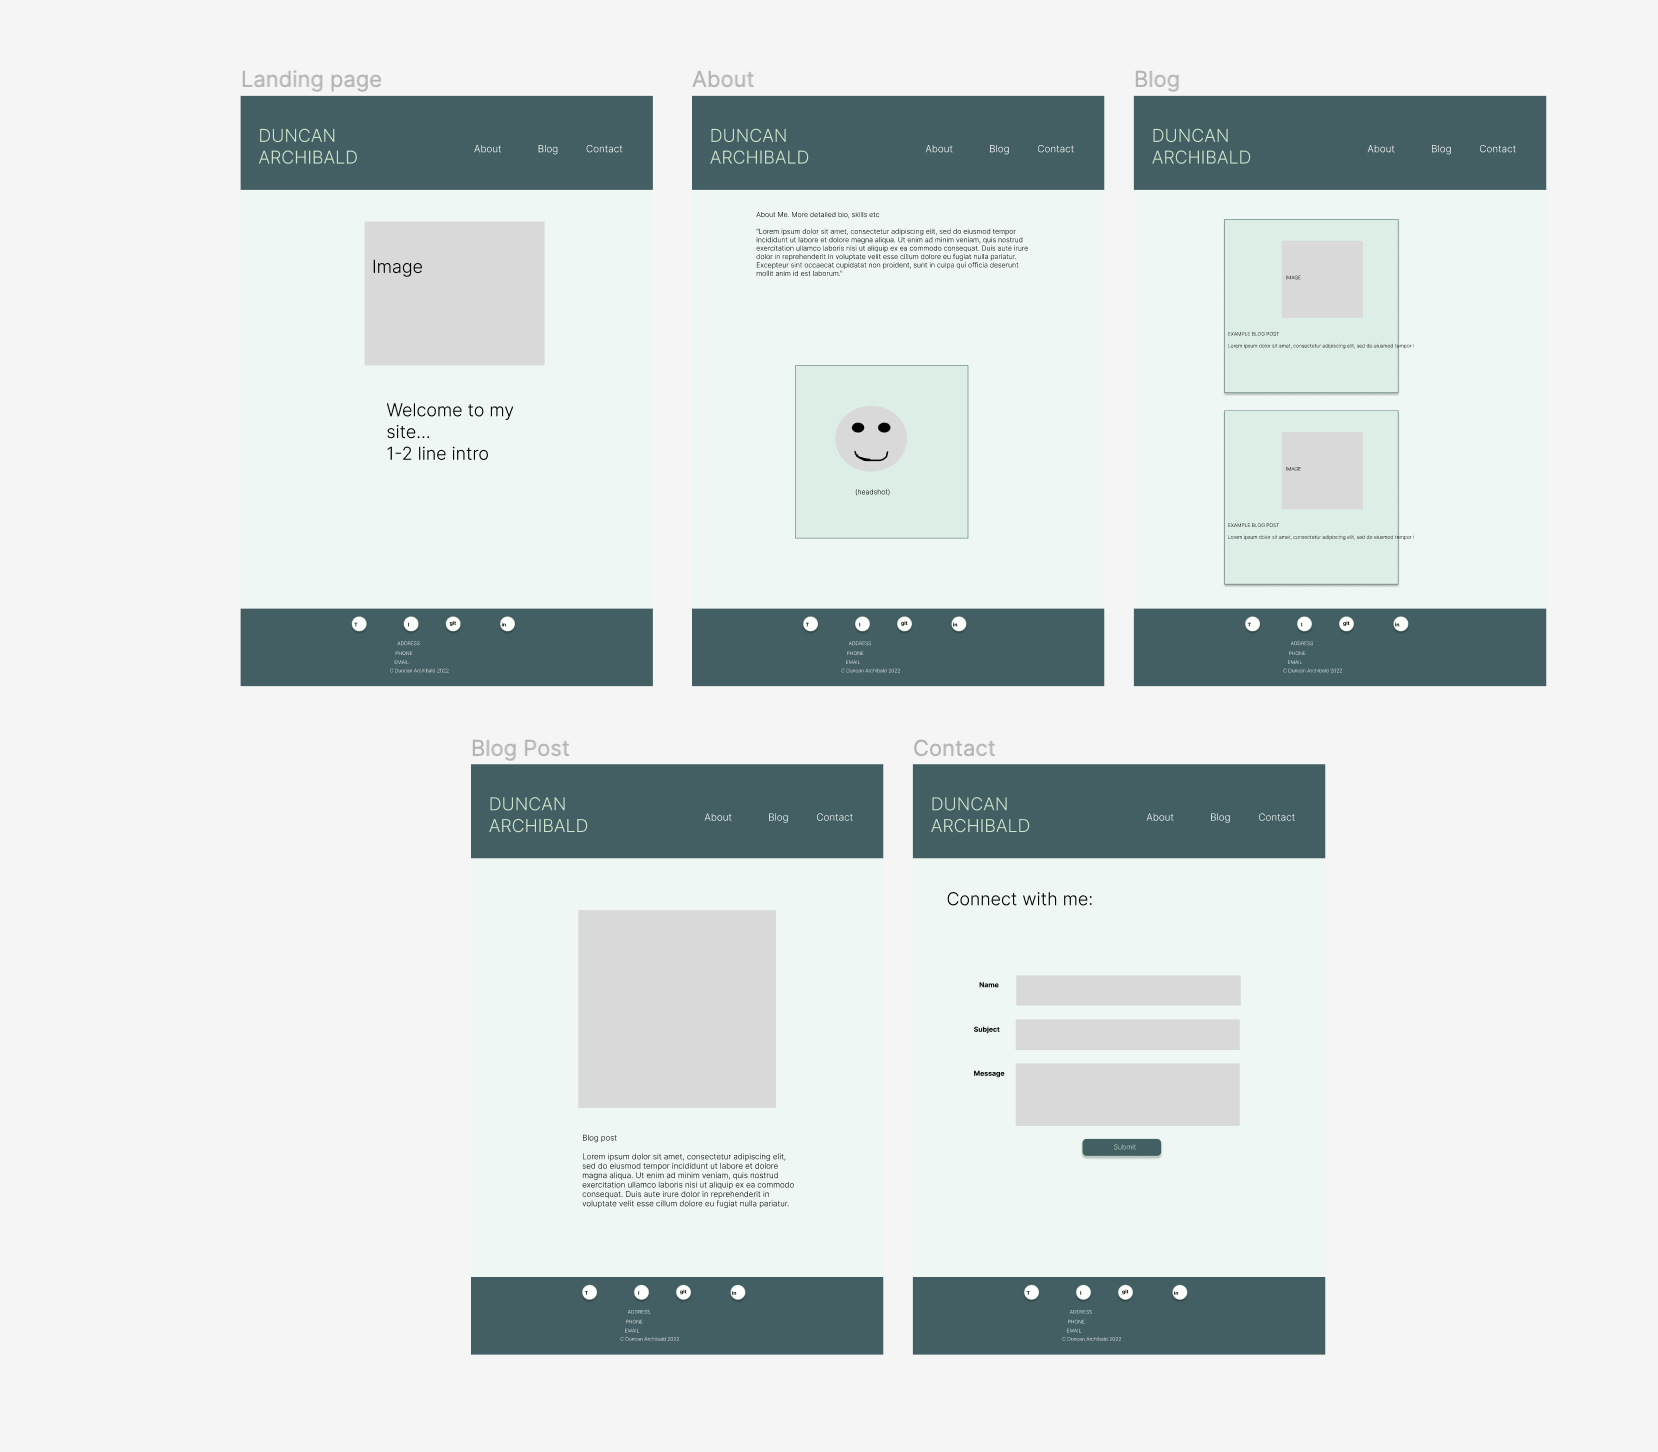 Landing page
DUNCAN
ARCHIBALD
About
Blog
Contact
Image
Welcome to my
site...
1-2 line intro
T
I
git
in
ADDRESS
PHONE
EMAIL
© Duncan Archibald 2022
About
DUNCAN
ARCHIBALD
About
Blog
Contact
About Me. More detailed bio, skills etc
"Lorem ipsum dolor sit amet, consectetur adipiscing elit, sed do eiusmod tempor
incididunt ut labore et dolore magna aliqua. Ut enim ad minim veniam, quis nostrud
exercitation ullamco laboris nisi ut aliquip ex ea commodo consequat. Duis aute irure
dolor in reprehenderit in voluptate velit esse cillum dolore eu fugiat nulla pariatur.
Excepteur sint occaecat cupidatat non proident, sunt in culpa qui officia deserunt
mollit anim id est laborum."
(headshot)
T
I
git
in
ADDRESS
PHONE
EMAIL
© Duncan Archibald 2022
Blog
DUNCAN
ARCHIBALD
About
Blog
Contact
IMAGE
EXAMPLE BLOG POST
Lorem ipsum dolor sit amet, consectetur adipiscing elit, sed do eiusmod tempor i
IMAGE
EXAMPLE BLOG POST
Lorem ipsum dolor sit amet, consectetur adipiscing elit, sed do eiusmod tempor i
T
I
git
in
ADDRESS
PHONE
EMAIL
© Duncan Archibald 2022
Blog Post
DUNCAN
ARCHIBALD
About
Blog
Contact
Blog post
Lorem ipsum dolor sit amet, consectetur adipiscing elit,
sed do eiusmod tempor incididunt ut labore et dolore
magna aliqua. Ut enim ad minim veniam, quis nostrud
exercitation ullamco laboris nisi ut aliquip ex ea commodo
consequat. Duis aute irure dolor in reprehenderit in
voluptate velit esse cillum dolore eu fugiat nulla pariatur.
T
I
git
in
ADDRESS
PHONE
EMAIL
© Duncan Archibald 2022
Contact
DUNCAN
ARCHIBALD
About
Blog
Contact
Connect with me:
Name
Subject
Message
Submit
T
I
git
in
ADDRESS
PHONE
EMAIL
© Duncan Archibald 2022